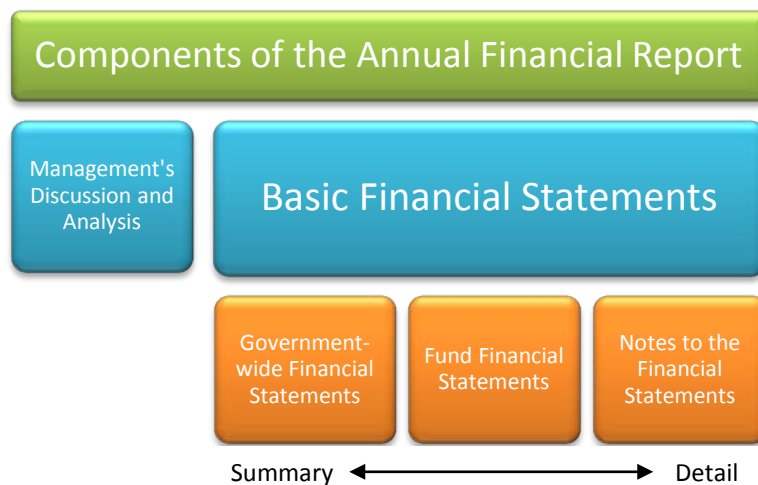 Components of the Annual Financial Report
Management's
Discussion and
Analysis
Basic Financial Statements
Government-
wide Financial
Statements
Fund Financial
Statements
Notes to the
Financial
Statements
Summary
Detail